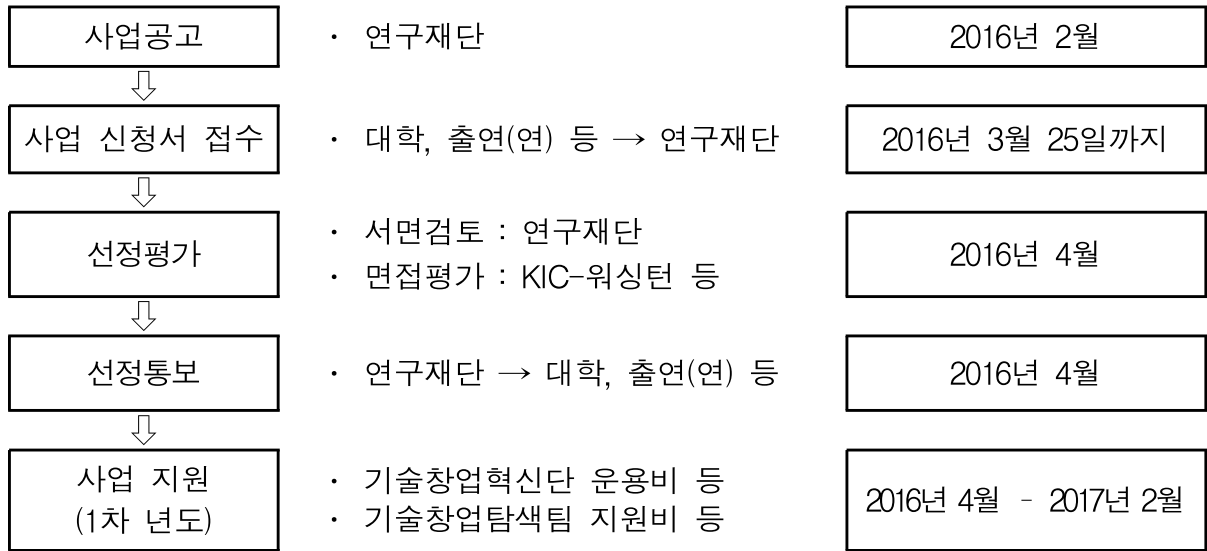 사업공고 · 연구재단 2016년 2월
사업 신청서 접수 · 대학, 출연(연) 등 → 연구재단 2016년 3월 25일까지
선정평가 · 서면검토 : 연구재단 2016년 4월
· 면접평가 : KIC-워싱턴 등
선정통보 · 연구재단 → 대학, 출연(연) 등 2016년 4월
사업 지원 · 기술창업혁신단 운용비 등 2016년 4월 - 2017년 2월
(1차 년도) · 기술창업탐색팀 지원비 등